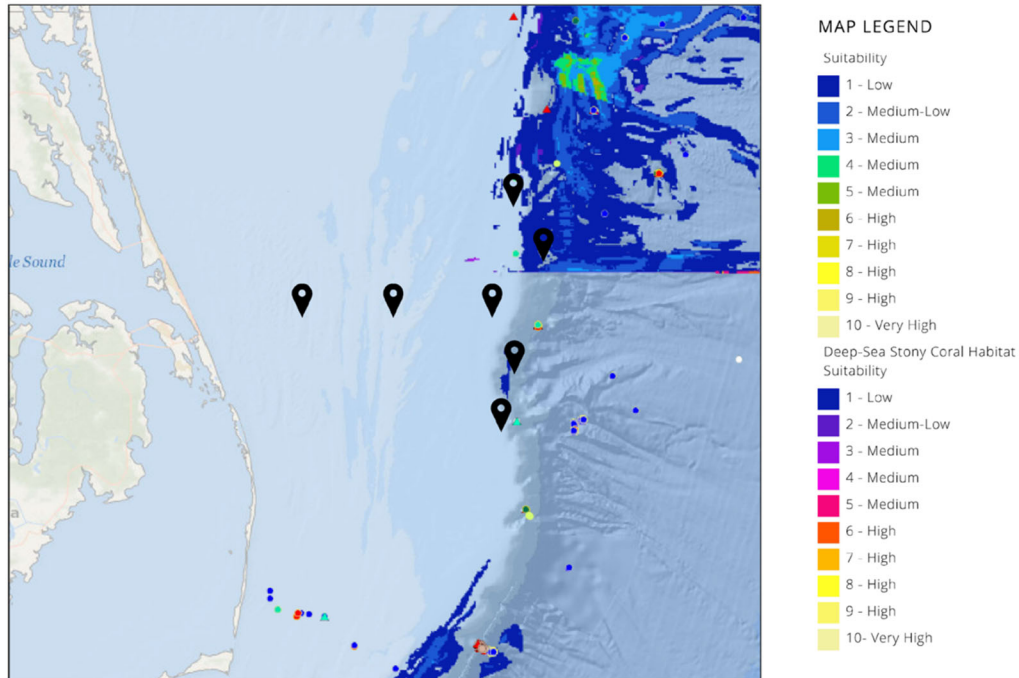 le Sound
a
MAP LEGEND
Suitability
1 - Low
2 - Medium-Low
3 - Medium
4 - Medium
5 - Medium
6 - High
7 - High
8 - High
9 - High
10 - Very High
Deep-Sea Stony Coral Habitat
Suitability
1 - Low
2 - Medium-Low
3 - Medium
4 - Medium
5 - Medium
6 - High
7 - High
8 - High
9 - High
10- Very High